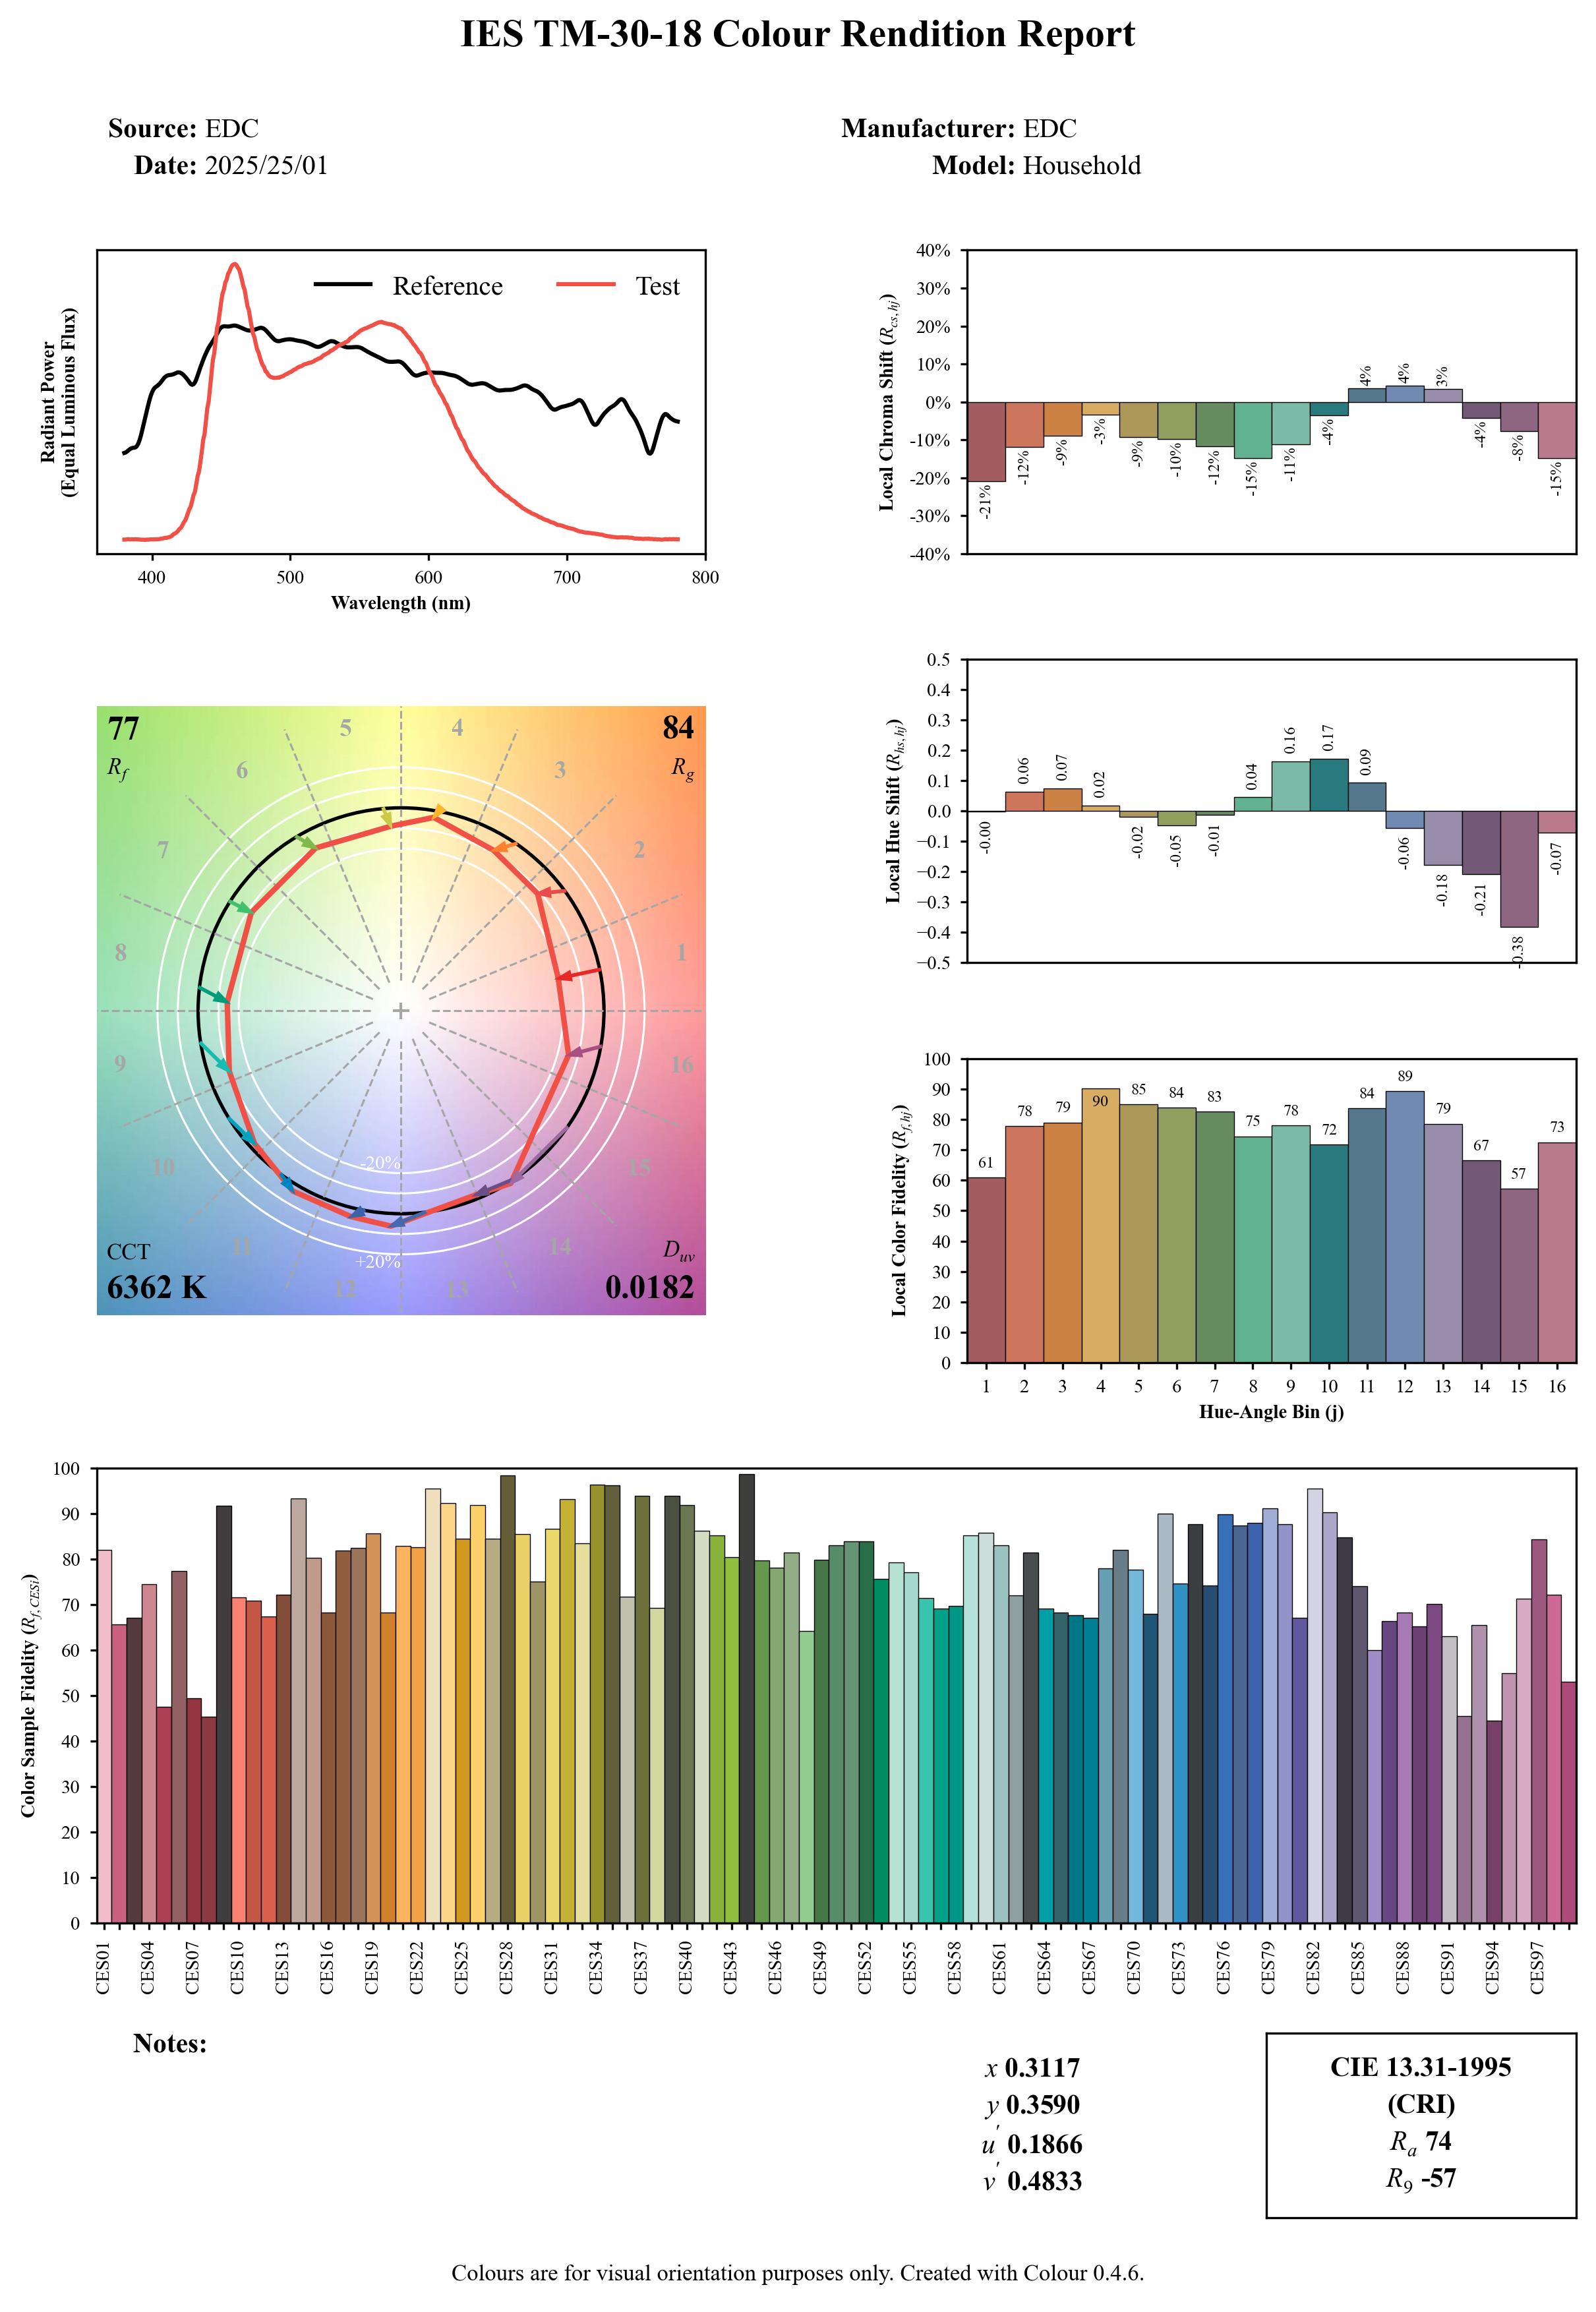 IES TM-30-18 Colour Rendition Report
Source: EDC
Date: 2025/25/01
Manufacturer: EDC
Model: Household
Radiant Power
(Equal Luminous Flux)
Reference
Test
400 500 600 700 800
Wavelength (nm)
Local Chroma Shift (Rcs,hj)
40%
30%
20%
10%
0%
-10%
-20%
-30%
-40%
-21% -12% -9% -3% -9% -10% -12% -15% -11% -4% 4% 4% 3% -4% -8% -15%
77
Rf
84
Rg
1 2 3 4 5 6 7 8 9 10 11 12 13 14 15 16
-20%
+20%
CCT
6362 K
Duv
0.0182
Local Hue Shift (Rhs,hj)
0.5
0.4
0.3
0.2
0.1
0.0
−0.1
−0.2
−0.3
−0.4
−0.5
-0.00 0.06 0.07 0.02 -0.02 -0.05 -0.01 0.04 0.16 0.17 0.09 -0.06 -0.18 -0.21 -0.38 -0.07
Local Color Fidelity (Rf,hj)
100
90
80
70
60
50
40
30
20
10
0
61 78 79 90 85 84 83 75 78 72 84 89 79 67 57 73
1 2 3 4 5 6 7 8 9 10 11 12 13 14 15 16
Hue-Angle Bin (j)
Color Sample Fidelity (Rf,CESi)
100
90
80
70
60
50
40
30
20
10
0
CES01 CES04 CES07 CES10 CES13 CES16 CES19 CES22 CES25 CES28 CES31 CES34 CES37 CES40 CES43 CES46 CES49 CES52 CES55 CES58 CES61 CES64 CES67 CES70 CES73 CES76 CES79 CES82 CES85 CES88 CES91 CES94 CES97
Notes:
x 0.3117
y 0.3590
u' 0.1866
v' 0.4833
CIE 13.31-1995
(CRI)
Ra 74
R9 -57
Colours are for visual orientation purposes only. Created with Colour 0.4.6.